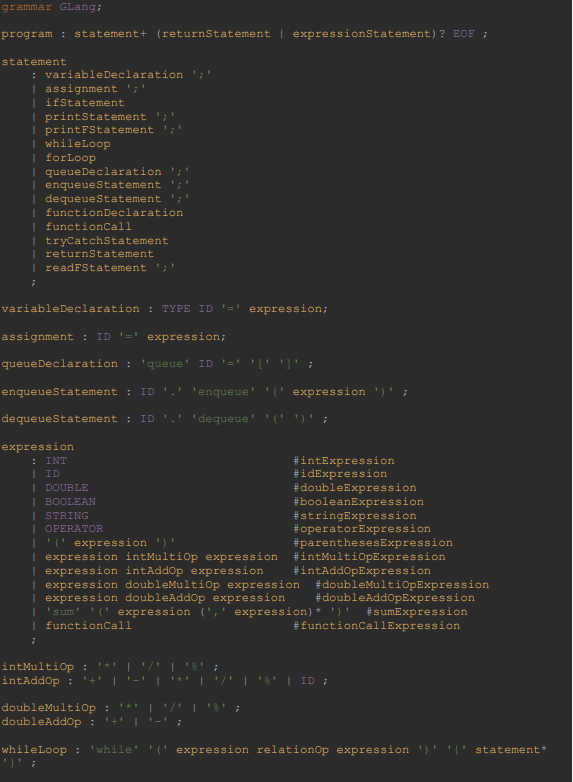 grammar GLang;
program : statement+ (returnStatement | expressionStatement)? EOF ;
statement
: variableDeclaration ';'
| assignment ';'
| ifStatement
| printStatement ';'
| printFStatement ';'
| whileLoop
| forLoop
| queueDeclaration ';'
| enqueueStatement ';'
| dequeueStatement ';'
| functionDeclaration
| functionCall
| tryCatchStatement
| returnStatement
| readFStatement ';'
;
variableDeclaration : TYPE ID '=' expression;
assignment : ID '=' expression;
queueDeclaration : 'queue' ID '=' '[' ']' ;
enqueueStatement : ID '.' 'enqueue' '(' expression ')' ;
dequeueStatement : ID '.' 'dequeue' '(' ')' ;
expression
: INT #intExpression
| ID #idExpression
| DOUBLE #doubleExpression
| BOOLEAN #booleanExpression
| STRING #stringExpression
| OPERATOR #operatorExpression
| '(' expression ')' #parenthesesExpression
| expression intMultiOp expression #intMultiOpExpression
| expression intAddOp expression #intAddOpExpression
| expression doubleMultiOp expression #doubleMultiOpExpression
| expression doubleAddOp expression #doubleAddOpExpression
| 'sum' '(' expression (',' expression)* ')' #sumExpression
| functionCall #functionCallExpression
;
intMultiOp : '*' | '/' | '%' ;
intAddOp : '+' | '-' | '*' | '/' | '%' | ID ;
doubleMultiOp : '*' | '/' | '%' ;
doubleAddOp : '+' | '-' ;
whileLoop : 'while' '(' expression relationOp expression ')' '{' statement*
'}' ;